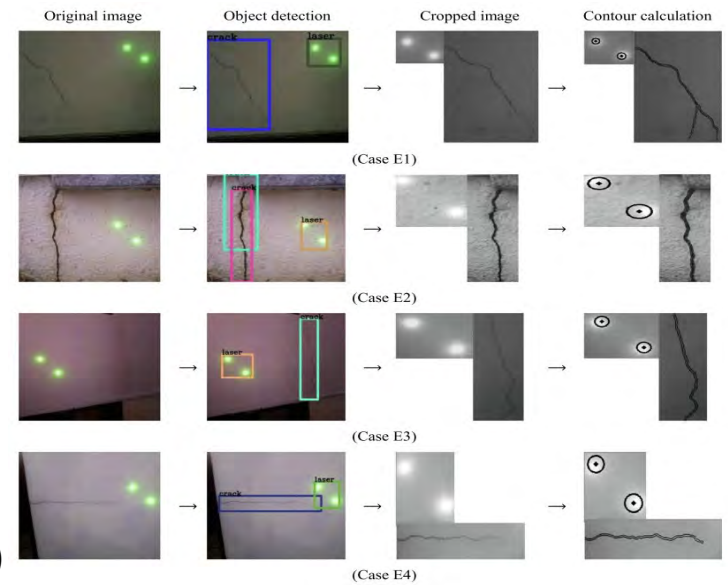 Original image Object detection Cropped image Contour calculation
crack laser
→ → →
(Case E1)
crack
laser
→ → →
(Case E2)
crack
laser
→ → →
(Case E3)
laser
crack
→ → →
(Case E4)
)